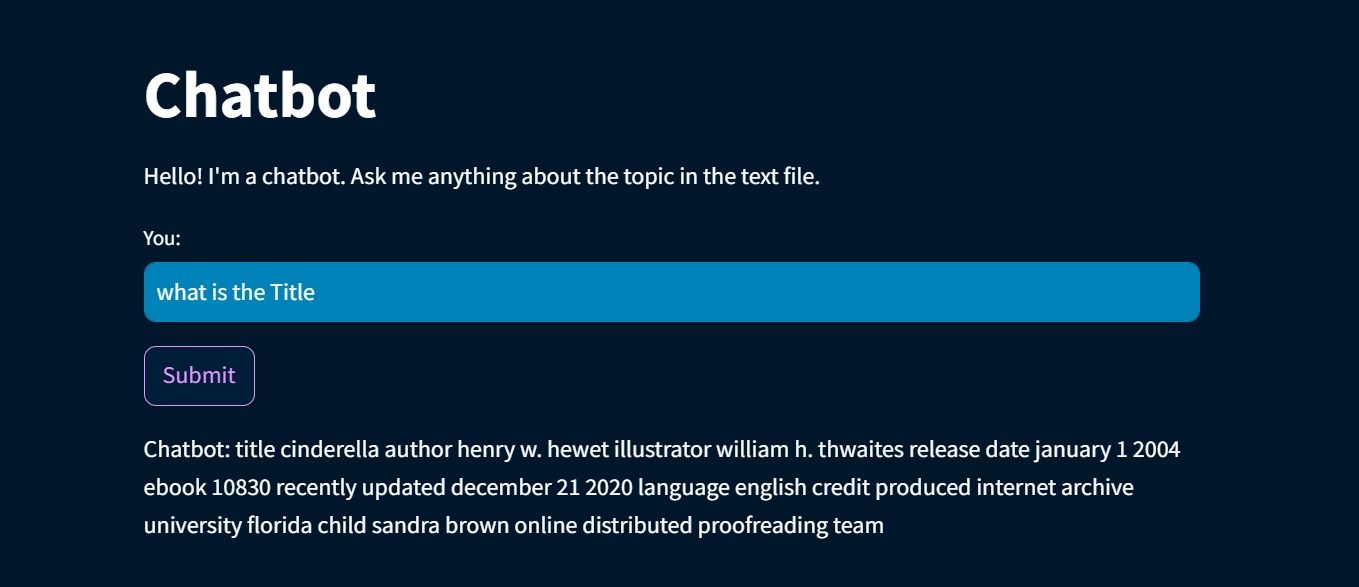 Chatbot
Hello! I'm a chatbot. Ask me anything about the topic in the text file.
You:
what is the Title
Submit
Chatbot: title cinderella author henry w. hewet illustrator william h. thwaites release date january 1 2004
ebook 10830 recently updated december 21 2020 language english credit produced internet archive
university florida child sandra brown online distributed proofreading team